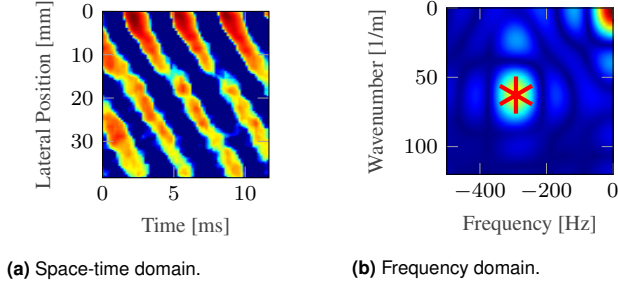 Lateral Position [mm]
0
10
20
30
0
5
10
Time [ms]
(a) Space-time domain.
Wavenumber [1/m]
0
50
100
−400
−200
0
Frequency [Hz]
(b) Frequency domain.